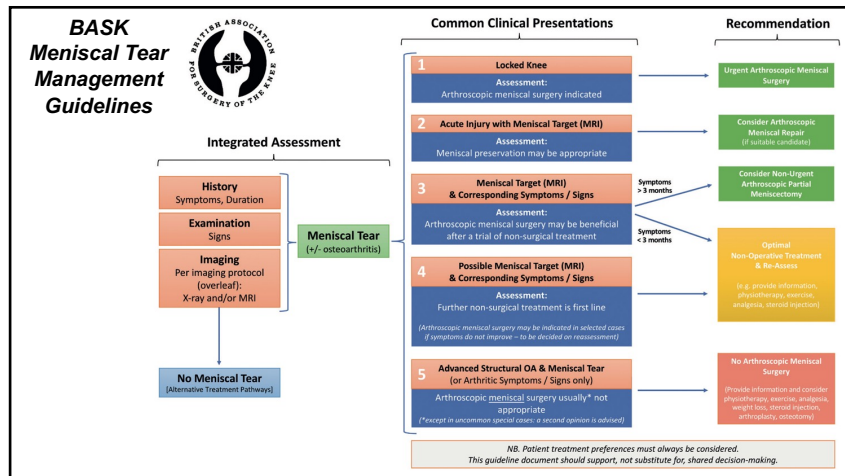 BASK
Meniscal Tear
Management
Guidelines
BRITISH ASSOCIATION
FOR SURGERY OF THE KNEE
Integrated Assessment
History
Symptoms, Duration
Examination
Signs
Imaging
Per imaging protocol
(overleaf):
X-ray and/or MRI
No Meniscal Tear
[Alternative Treatment Pathways]
Meniscal Tear
(+/- osteoarthritis)
Common Clinical Presentations
1
Locked Knee
Assessment:
Arthroscopic meniscal surgery indicated
2
Acute Injury with Meniscal Target (MRI)
Assessment:
Meniscal preservation may be appropriate
3
Meniscal Target (MRI)
& Corresponding Symptoms / Signs
Assessment:
Arthroscopic meniscal surgery may be beneficial
after a trial of non-surgical treatment
Symptoms
> 3 months
Symptoms
< 3 months
4
Possible Meniscal Target (MRI)
& Corresponding Symptoms / Signs
Assessment:
Further non-surgical treatment is first line
(Arthroscopic meniscal surgery may be indicated in selected cases
if symptoms do not improve – to be decided on reassessment)
5
Advanced Structural OA & Meniscal Tear
(or Arthritic Symptoms / Signs only)
Arthroscopic meniscal surgery usually* not
appropriate
(*except in uncommon special cases: a second opinion is advised)
Recommendation
Urgent Arthroscopic Meniscal
Surgery
Consider Arthroscopic
Meniscal Repair
(if suitable candidate)
Consider Non-Urgent
Arthroscopic Partial
Meniscectomy
Optimal
Non-Operative Treatment
& Re-Assess
(e.g. provide information,
physiotherapy, exercise,
analgesia, steroid injection)
No Arthroscopic Meniscal
Surgery
(Provide information and consider
physiotherapy, exercise, analgesia,
weight loss, steroid injection,
arthroplasty, osteotomy)
NB. Patient treatment preferences must always be considered.
This guideline document should support, not substitute for, shared decision-making.